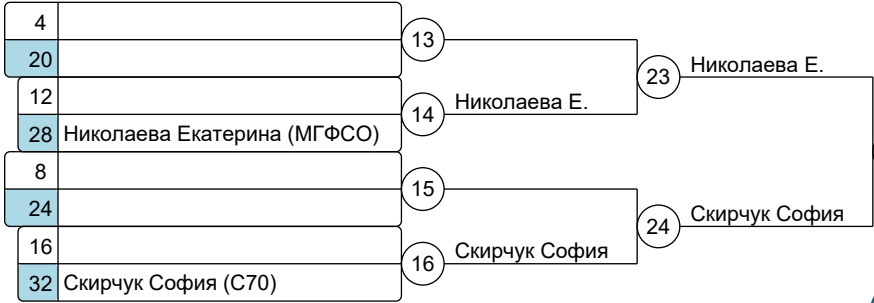 4
20
13
12
28 Николаева Екатерина (МГФСО)
14
Николаева Е.
23
Николаева Е.
8
24
15
16
32 Скирчук София (С70)
16
Скирчук София
24
Скирчук София